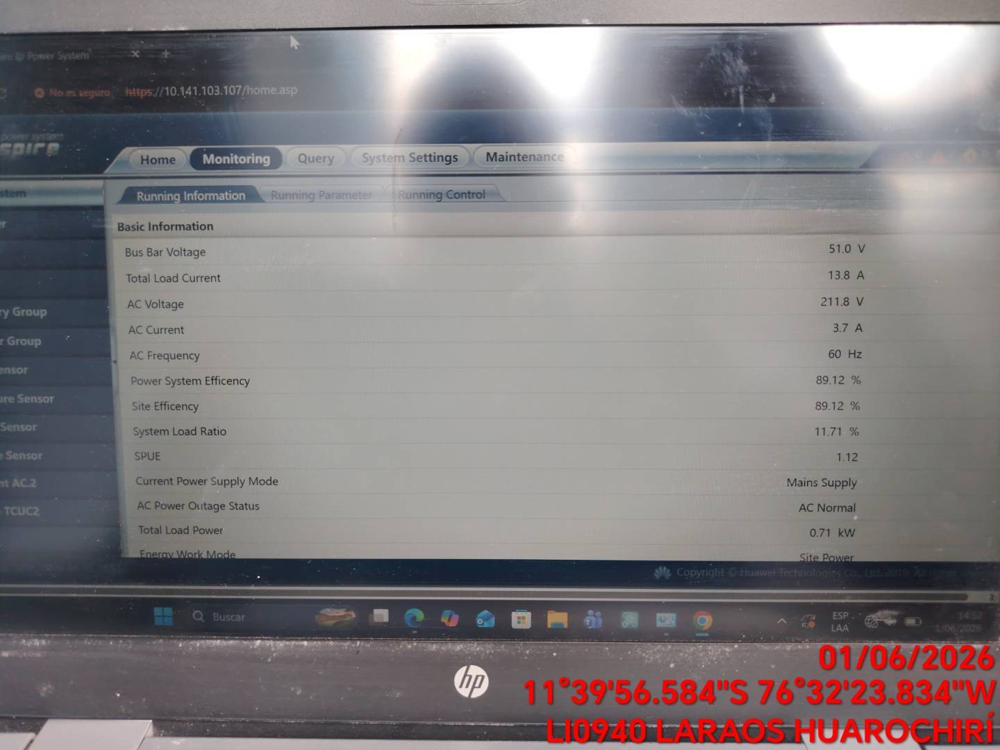 Power System
No es seguro https://10.141.103.107/home.asp
power system
spire
Home Monitoring Query System Settings Maintenance
stem
Running Information Running Parameter Running Control
Basic Information
Bus Bar Voltage 51.0 V
Total Load Current 13.8 A
AC Voltage 211.8 V
ry Group
AC Current 3.7 A
r Group
AC Frequency 60 Hz
ensor
Power System Efficency 89.12 %
ure Sensor
Site Efficency 89.12 %
Sensor
System Load Ratio 11.71 %
e Sensor
SPUE 1.12
nt AC.2
Current Power Supply Mode Mains Supply
TCUC2
AC Power Outage Status AC Normal
Total Load Power 0.71 kW
Energy Work Mode Site Power
Copyright © Huawei Technologies Co., Ltd. 2019. All rights
Buscar
ESP
LAA
14:52
1/06/2026
hp
01/06/2026
11°39'56.584"S 76°32'23.834"W
LI0940 LARAOS HUAROCHIRÍ